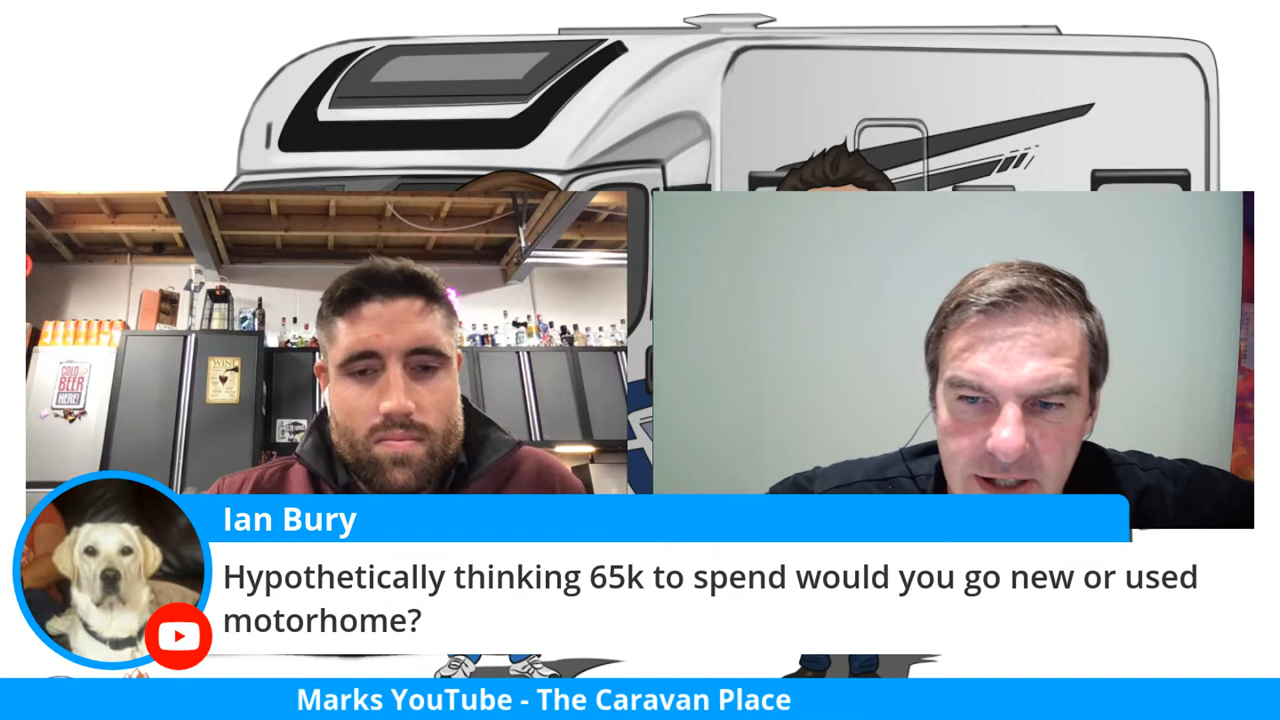 WINE
COLD
BEER
HERE!
Ian Bury
Hypothetically thinking 65k to spend would you go new or used
motorhome?
Marks YouTube - The Caravan Place